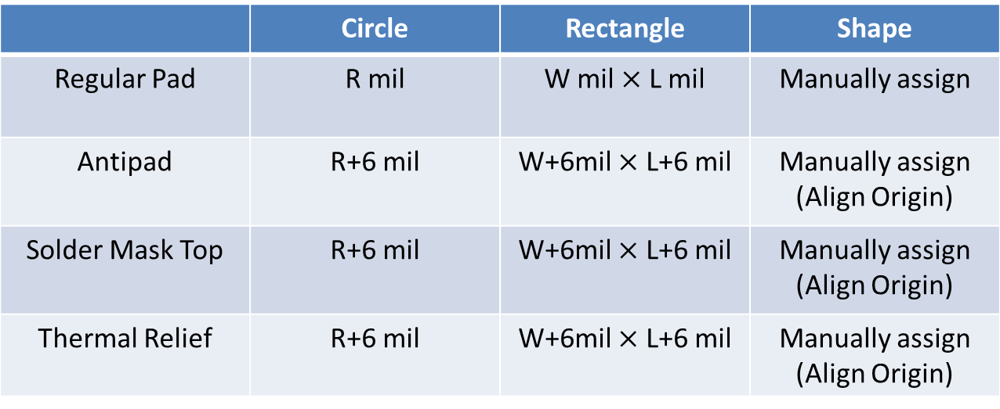 Circle Rectangle Shape
Regular Pad R mil W mil × L mil Manually assign
Antipad R+6 mil W+6mil × L+6 mil Manually assign
(Align Origin)
Solder Mask Top R+6 mil W+6mil × L+6 mil Manually assign
(Align Origin)
Thermal Relief R+6 mil W+6mil × L+6 mil Manually assign
(Align Origin)